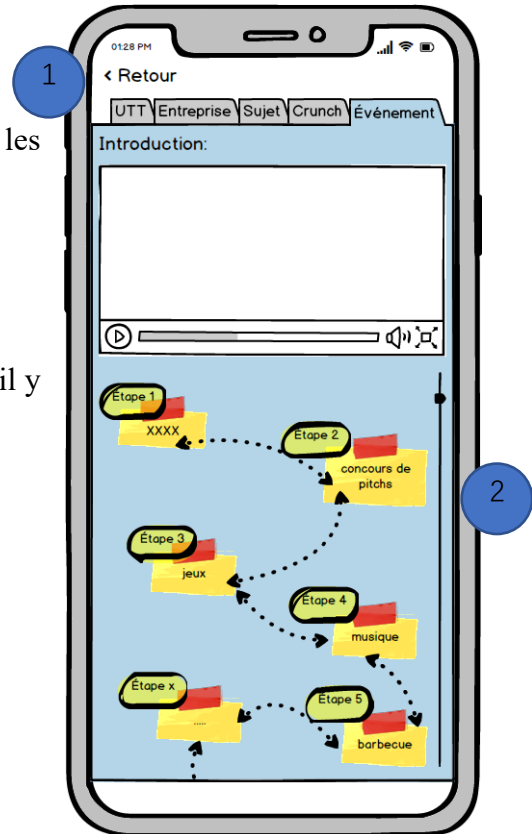 01:28 PM
1
< Retour
UTT Entreprise Sujet Crunch Événement
les
Introduction:
il y
Étape 1
XXXX
Étape 2
concours de
pitchs
2
Étape 3
jeux
Étape 4
musique
Étape x
.....
Étape 5
barbecue